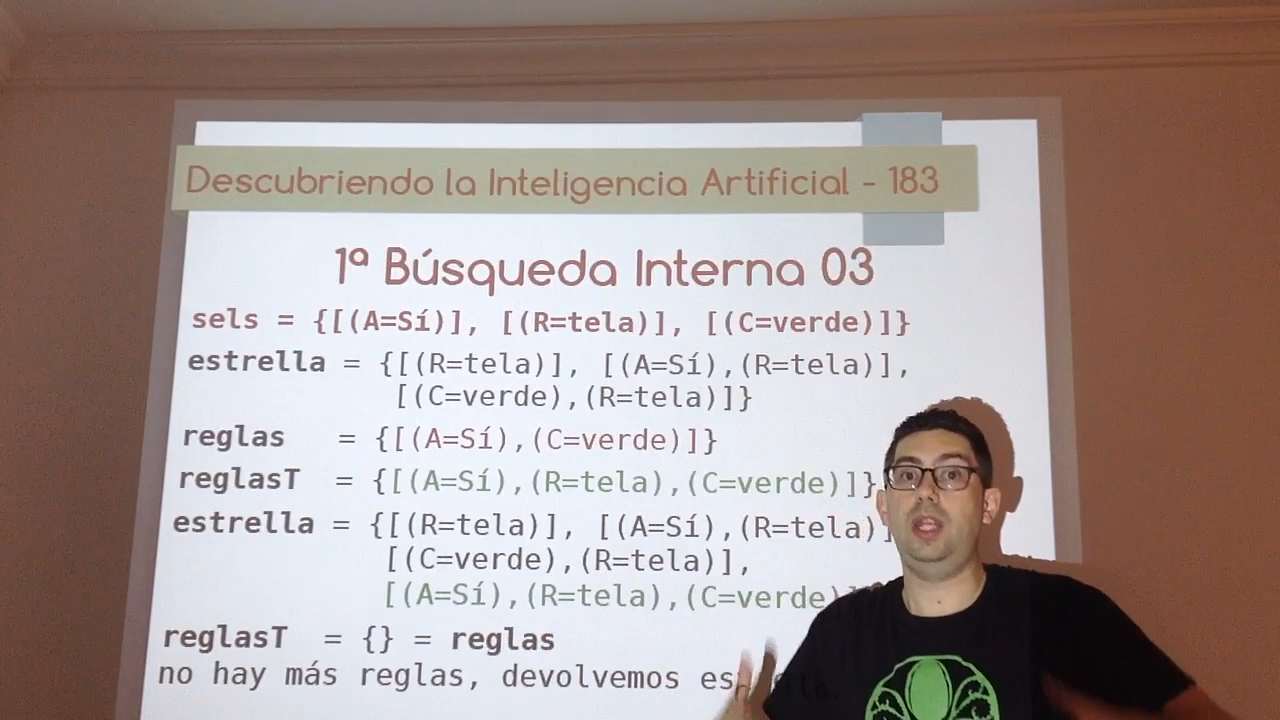 Descubriendo la Inteligencia Artificial - 183
1ª Búsqueda Interna 03
sels = {[(A=Sí)], [(R=tela)], [(C=verde)]}
estrella = {[(R=tela)], [(A=Sí),(R=tela)],
[(C=verde),(R=tela)]}
reglas = {[(A=Sí),(C=verde)]}
reglasT = {[(A=Sí),(R=tela),(C=verde)]}
estrella = {[(R=tela)], [(A=Sí),(R=tela)]
[(C=verde),(R=tela)],
[(A=Sí),(R=tela),(C=verde)
reglasT = {} = reglas
no hay más reglas, devolvemos